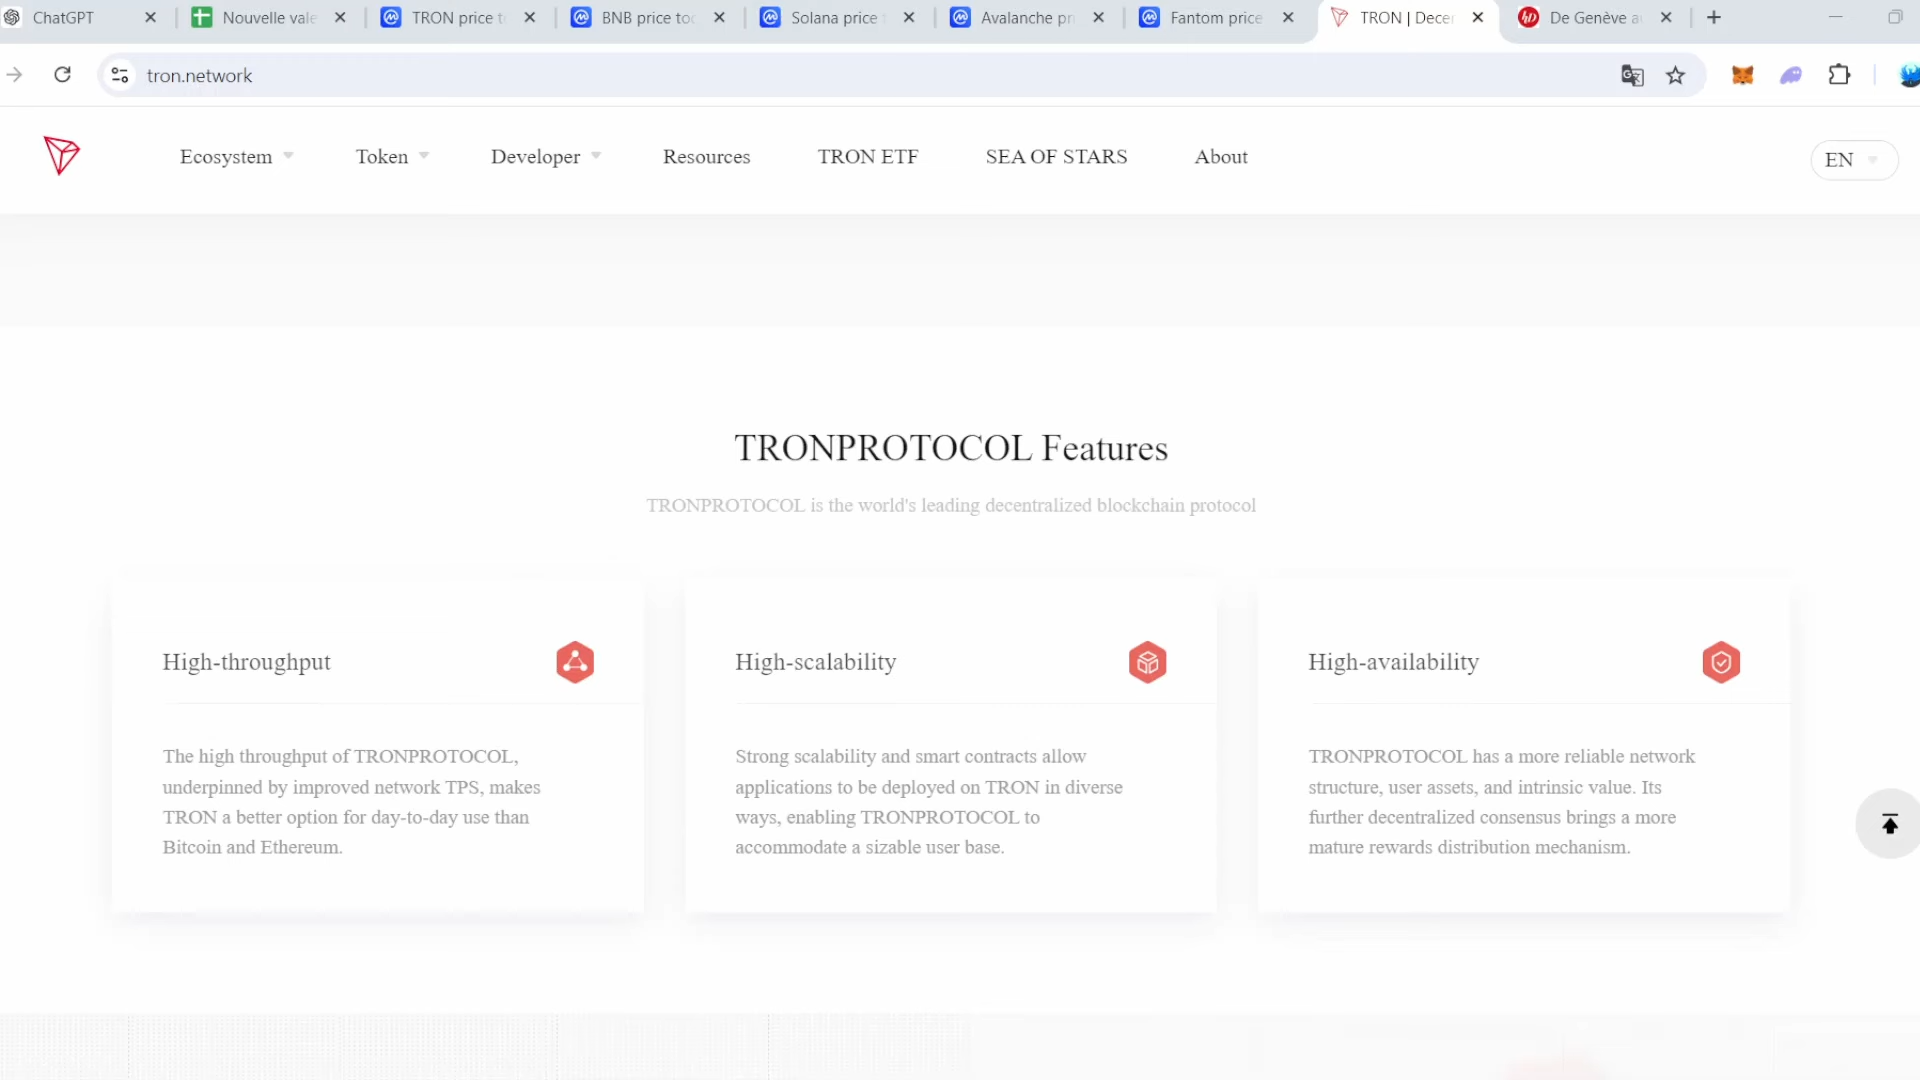 ChatGPT
Nouvelle vale
TRON price t
BNB price toc
Solana price t
Avalanche pri
Fantom price
TRON | Decen
De Genève au
tron.network
Ecosystem
Token
Developer
Resources
TRON ETF
SEA OF STARS
About
EN
TRONPROTOCOL Features
TRONPROTOCOL is the world's leading decentralized blockchain protocol
High-throughput
The high throughput of TRONPROTOCOL,
underpinned by improved network TPS, makes
TRON a better option for day-to-day use than
Bitcoin and Ethereum.
High-scalability
Strong scalability and smart contracts allow
applications to be deployed on TRON in diverse
ways, enabling TRONPROTOCOL to
accommodate a sizable user base.
High-availability
TRONPROTOCOL has a more reliable network
structure, user assets, and intrinsic value. Its
further decentralized consensus brings a more
mature rewards distribution mechanism.